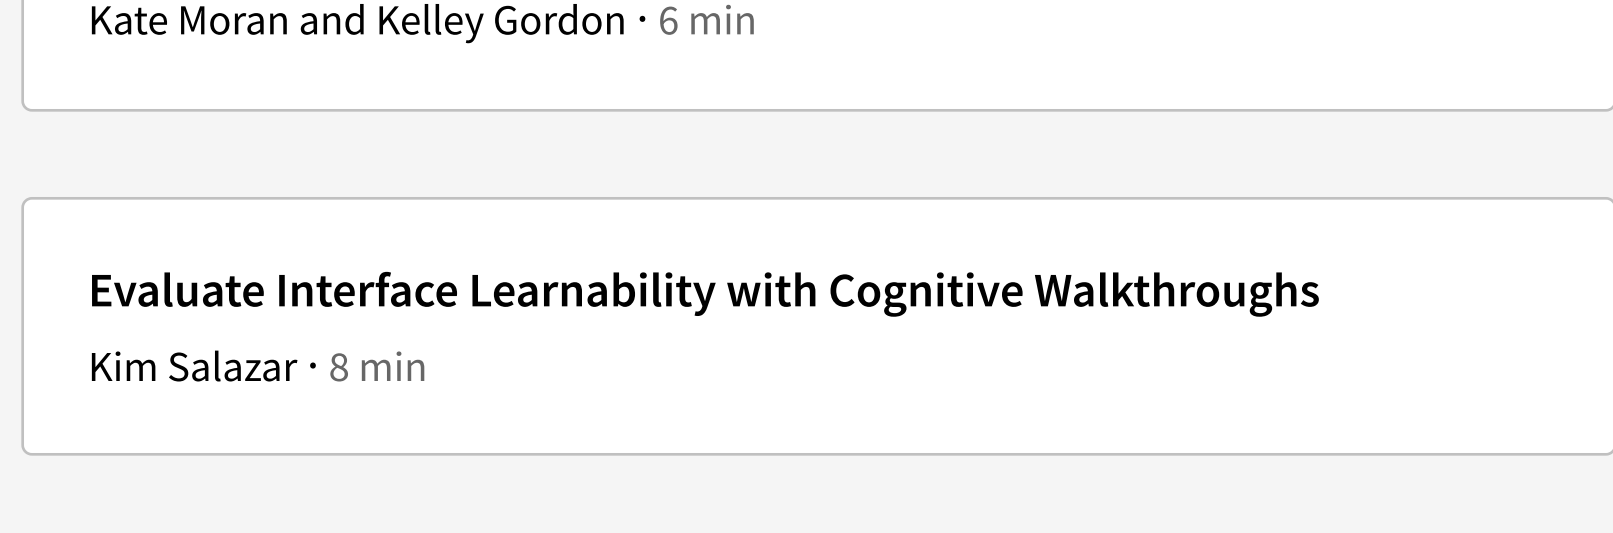 Kate Moran and Kelley Gordon · 6 min
Evaluate Interface Learnability with Cognitive Walkthroughs
Kim Salazar · 8 min